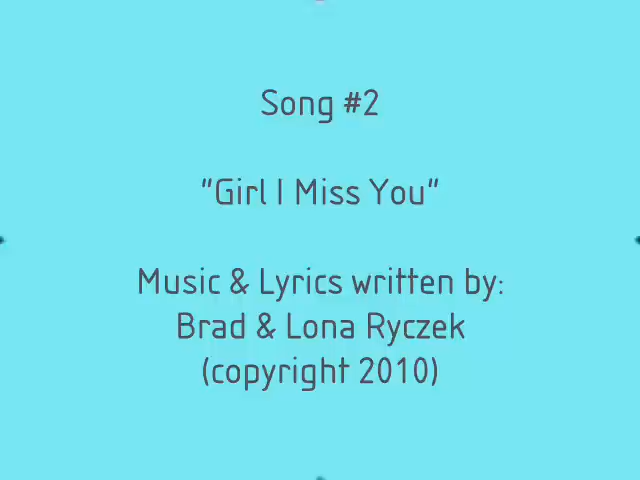 Song #2
"Girl I Miss You"
Music & Lyrics written by:
Brad & Lona Ryczek
(copyright 2010)